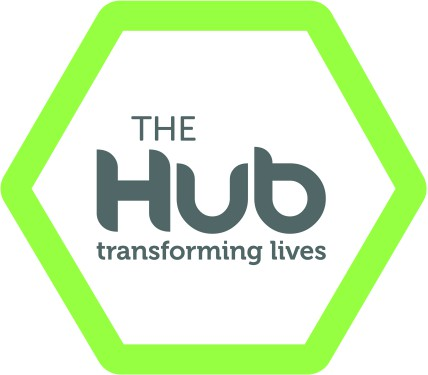 THE
Hub
transforming lives